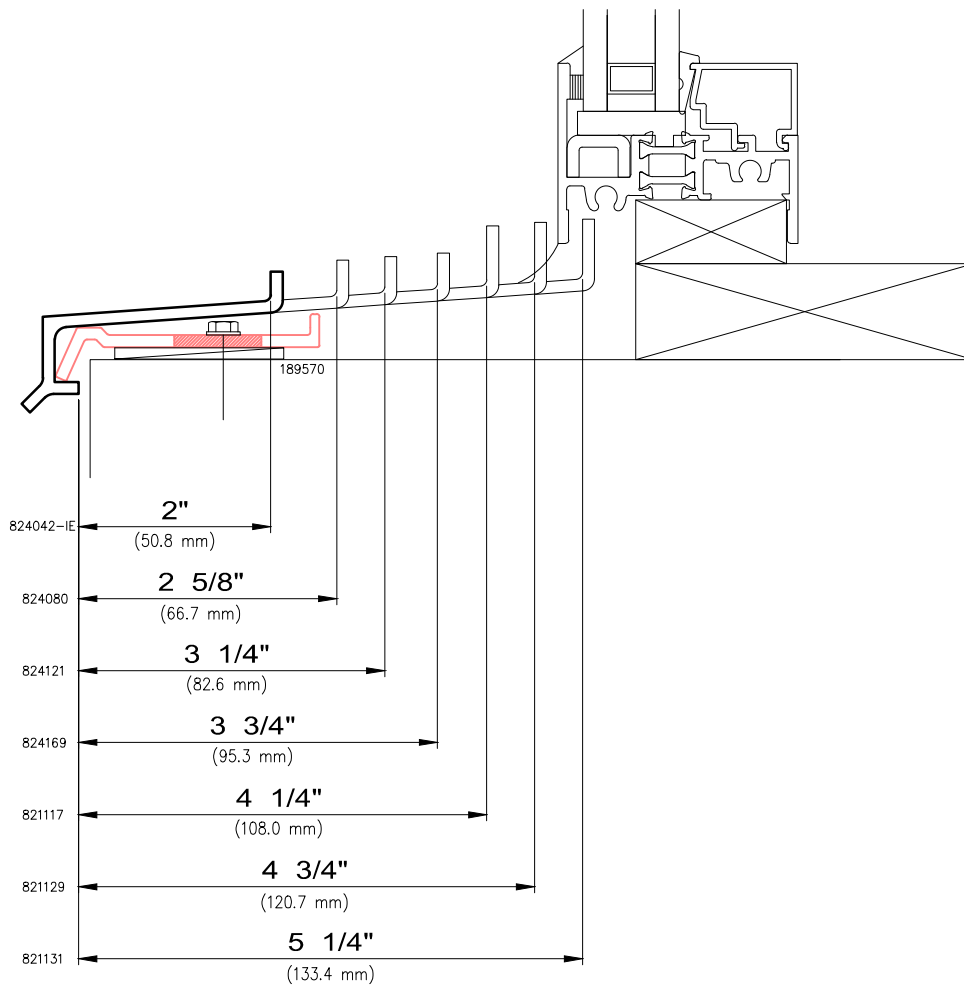 189570
2"
824042-IE
(50.8 mm)
2 5/8"
824080
(66.7 mm)
3 1/4"
824121
(82.6 mm)
3 3/4"
824169
(95.3 mm)
4 1/4"
821117
(108.0 mm)
4 3/4"
821129
(120.7 mm)
5 1/4"
821131
(133.4 mm)